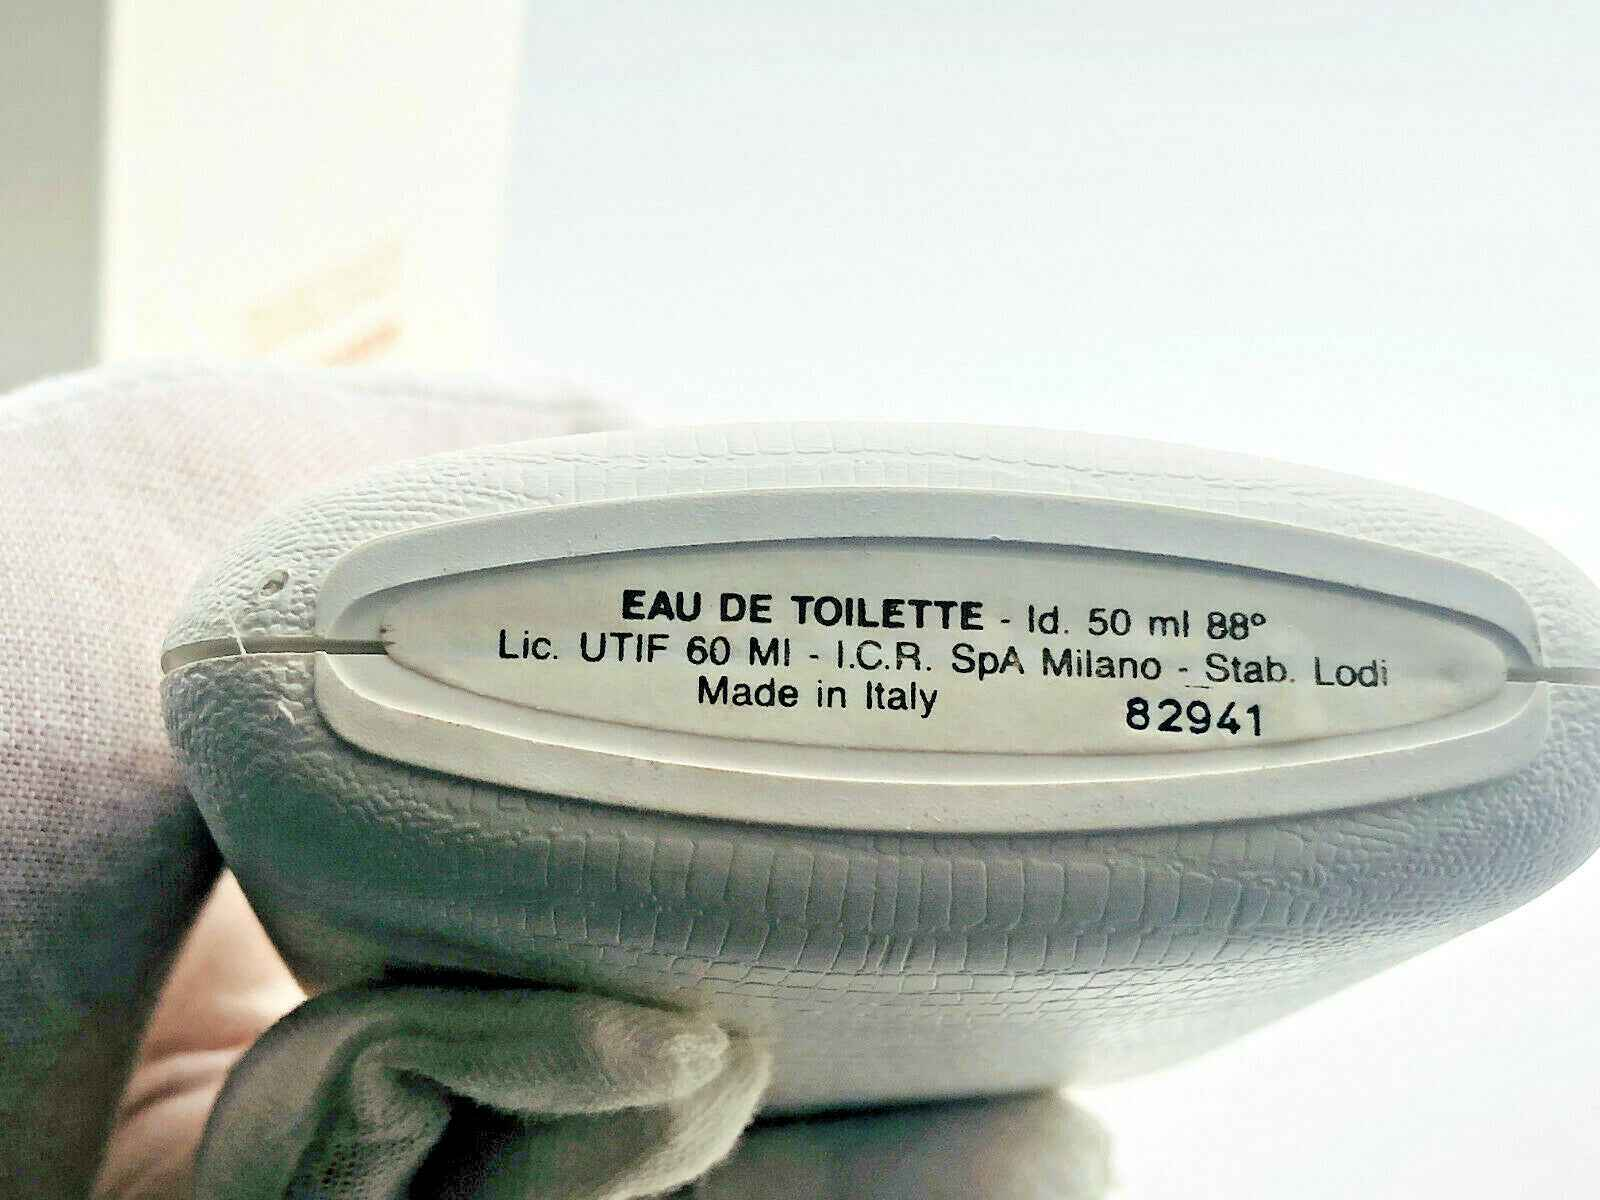 EAU DE TOILETTE - Id. 50 ml 88°
Lic. UTIF 60 MI - I.C.R. SpA Milano - Stab. Lodi
Made in Italy 82941